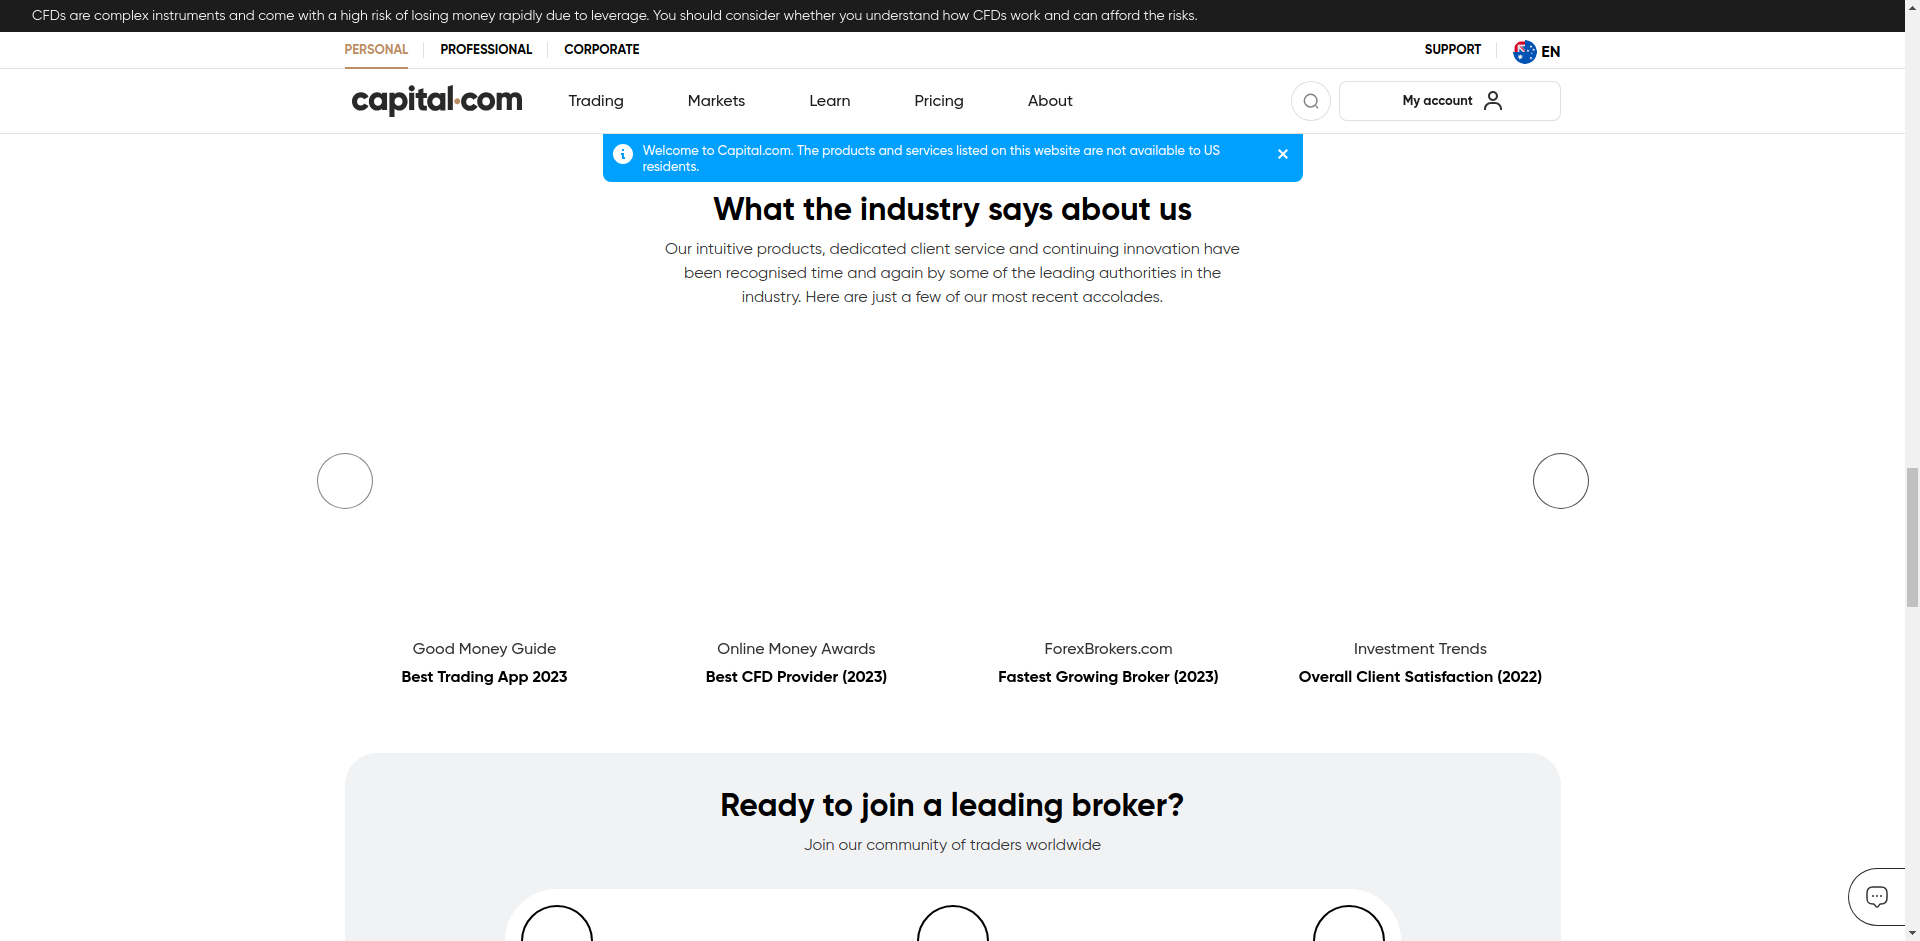 CFDs are complex instruments and come with a high risk of losing money rapidly due to leverage. You should consider whether you understand how CFDs work and can afford the risks.
PERSONAL PROFESSIONAL CORPORATE SUPPORT EN
capital.com Trading Markets Learn Pricing About My account
Welcome to Capital.com. The products and services listed on this website are not available to US
residents.
What the industry says about us
Our intuitive products, dedicated client service and continuing innovation have
been recognised time and again by some of the leading authorities in the
industry. Here are just a few of our most recent accolades.
Good Money Guide
Best Trading App 2023
Online Money Awards
Best CFD Provider (2023)
ForexBrokers.com
Fastest Growing Broker (2023)
Investment Trends
Overall Client Satisfaction (2022)
Ready to join a leading broker?
Join our community of traders worldwide